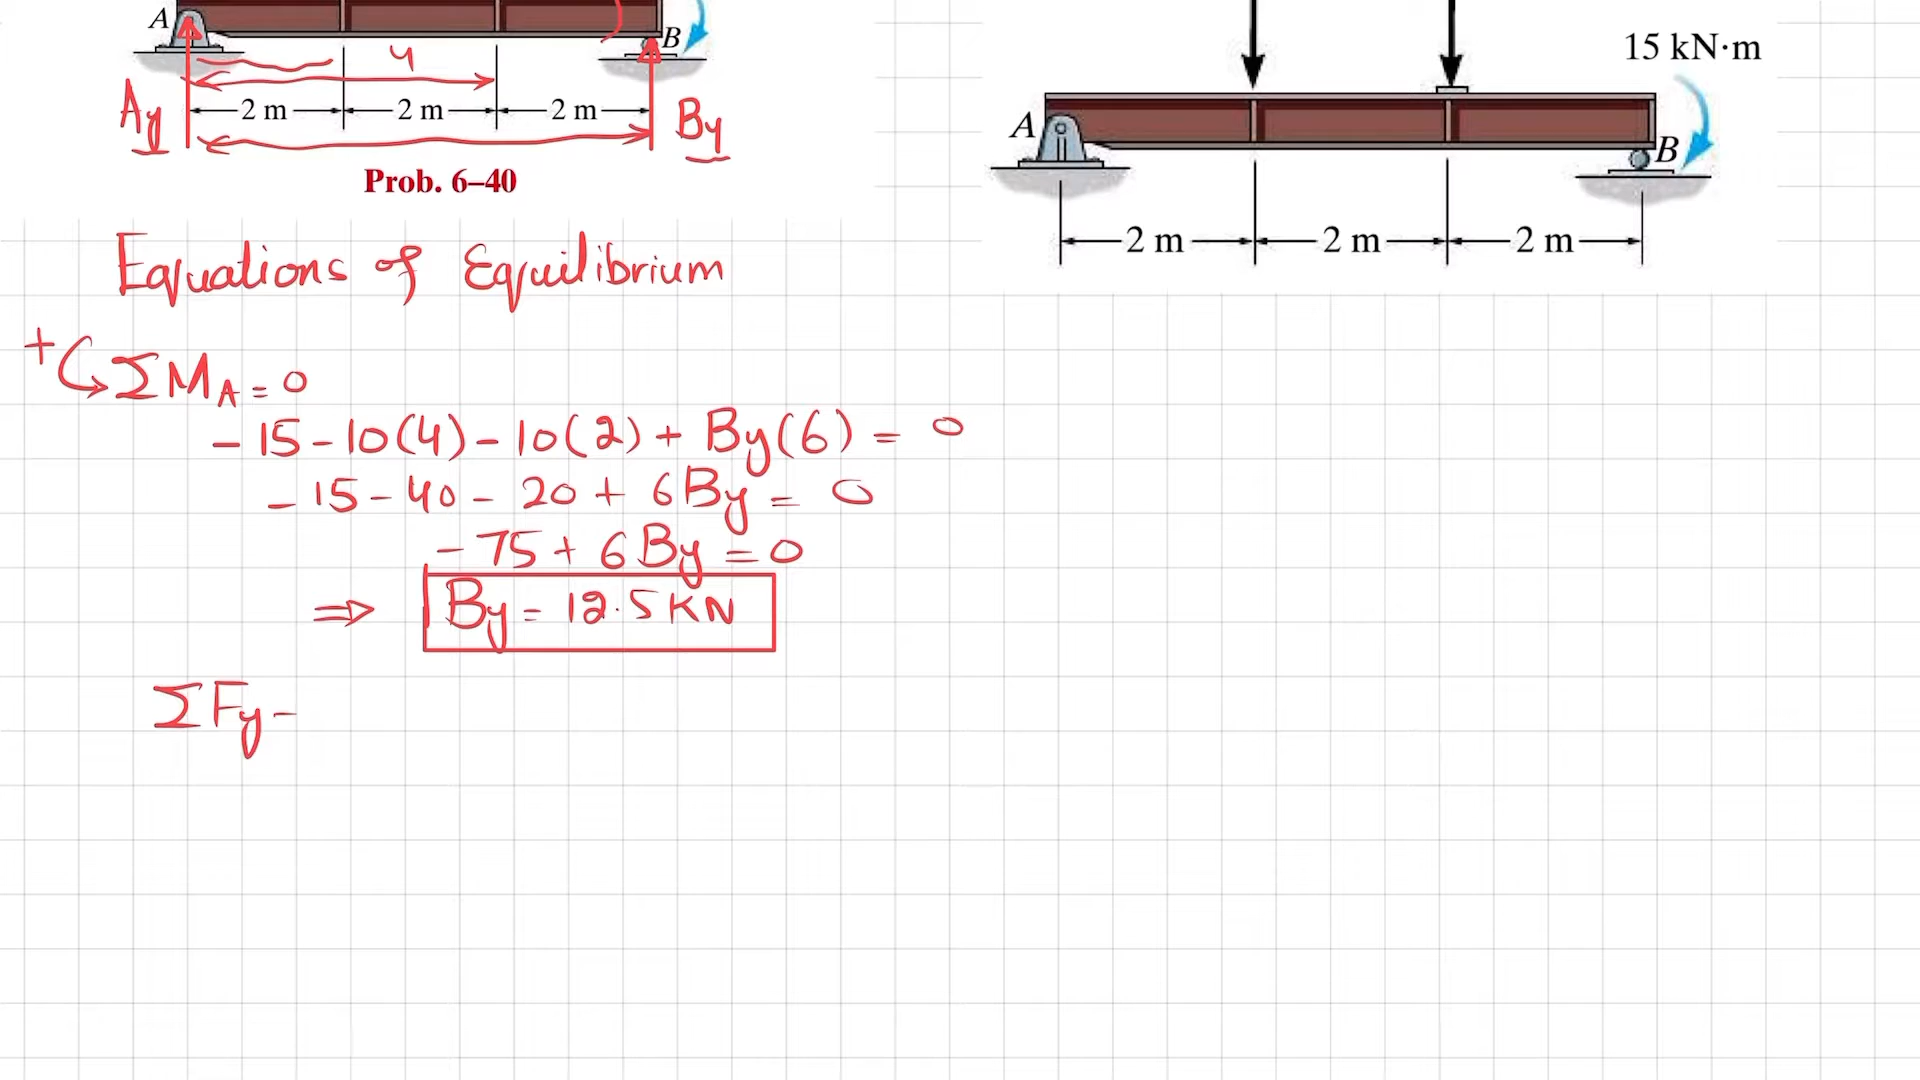 A
B
4
Ay
2 m
2 m
2 m
By
Prob. 6–40
15 kN·m
A
B
2 m
2 m
2 m
Equations of Equilibrium
+ ΣMA = 0
- 15 - 10(4) - 10(2) + By(6) = 0
- 15 - 40 - 20 + 6By = 0
- 75 + 6By = 0
⇒ By = 12.5 KN
ΣFy -